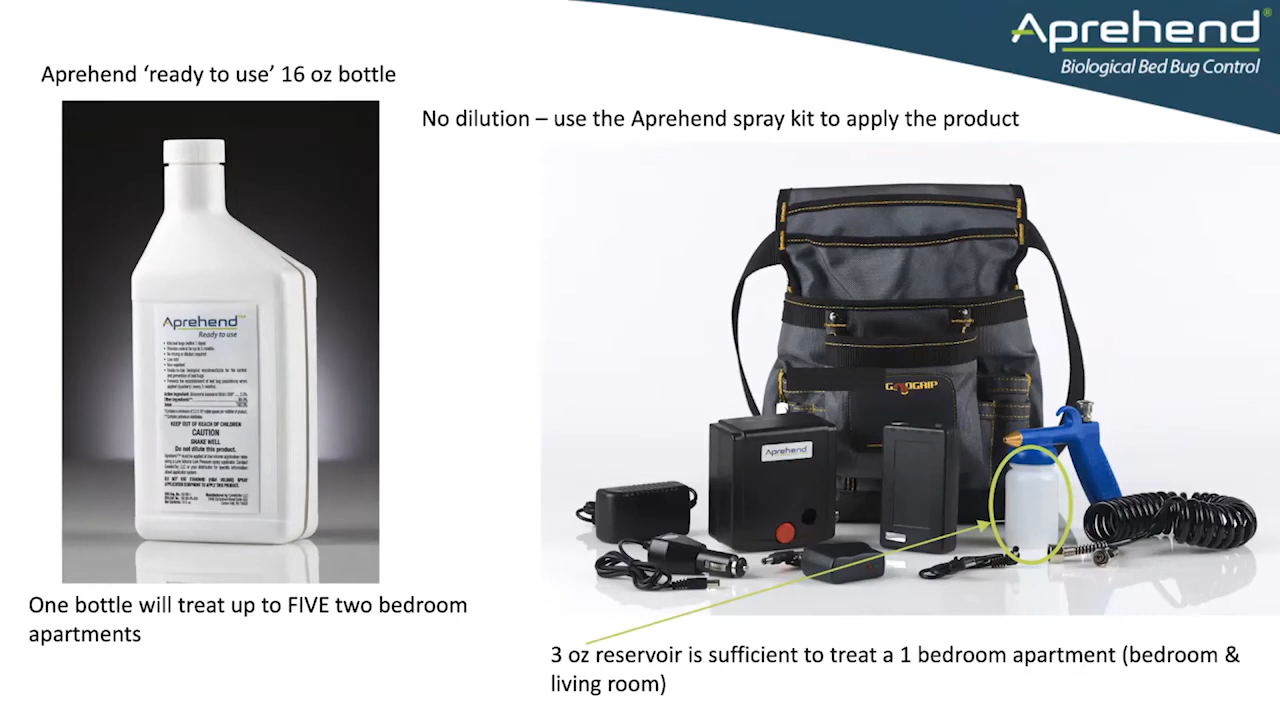 Aprehend®
Biological Bed Bug Control
Aprehend ‘ready to use’ 16 oz bottle
No dilution – use the Aprehend spray kit to apply the product
Aprehend™
Ready to use
KEEP OUT OF REACH OF CHILDREN
CAUTION
SHAKE WELL
Do not dilute this product.
GRIP
Aprehend
One bottle will treat up to FIVE two bedroom
apartments
3 oz reservoir is sufficient to treat a 1 bedroom apartment (bedroom &
living room)